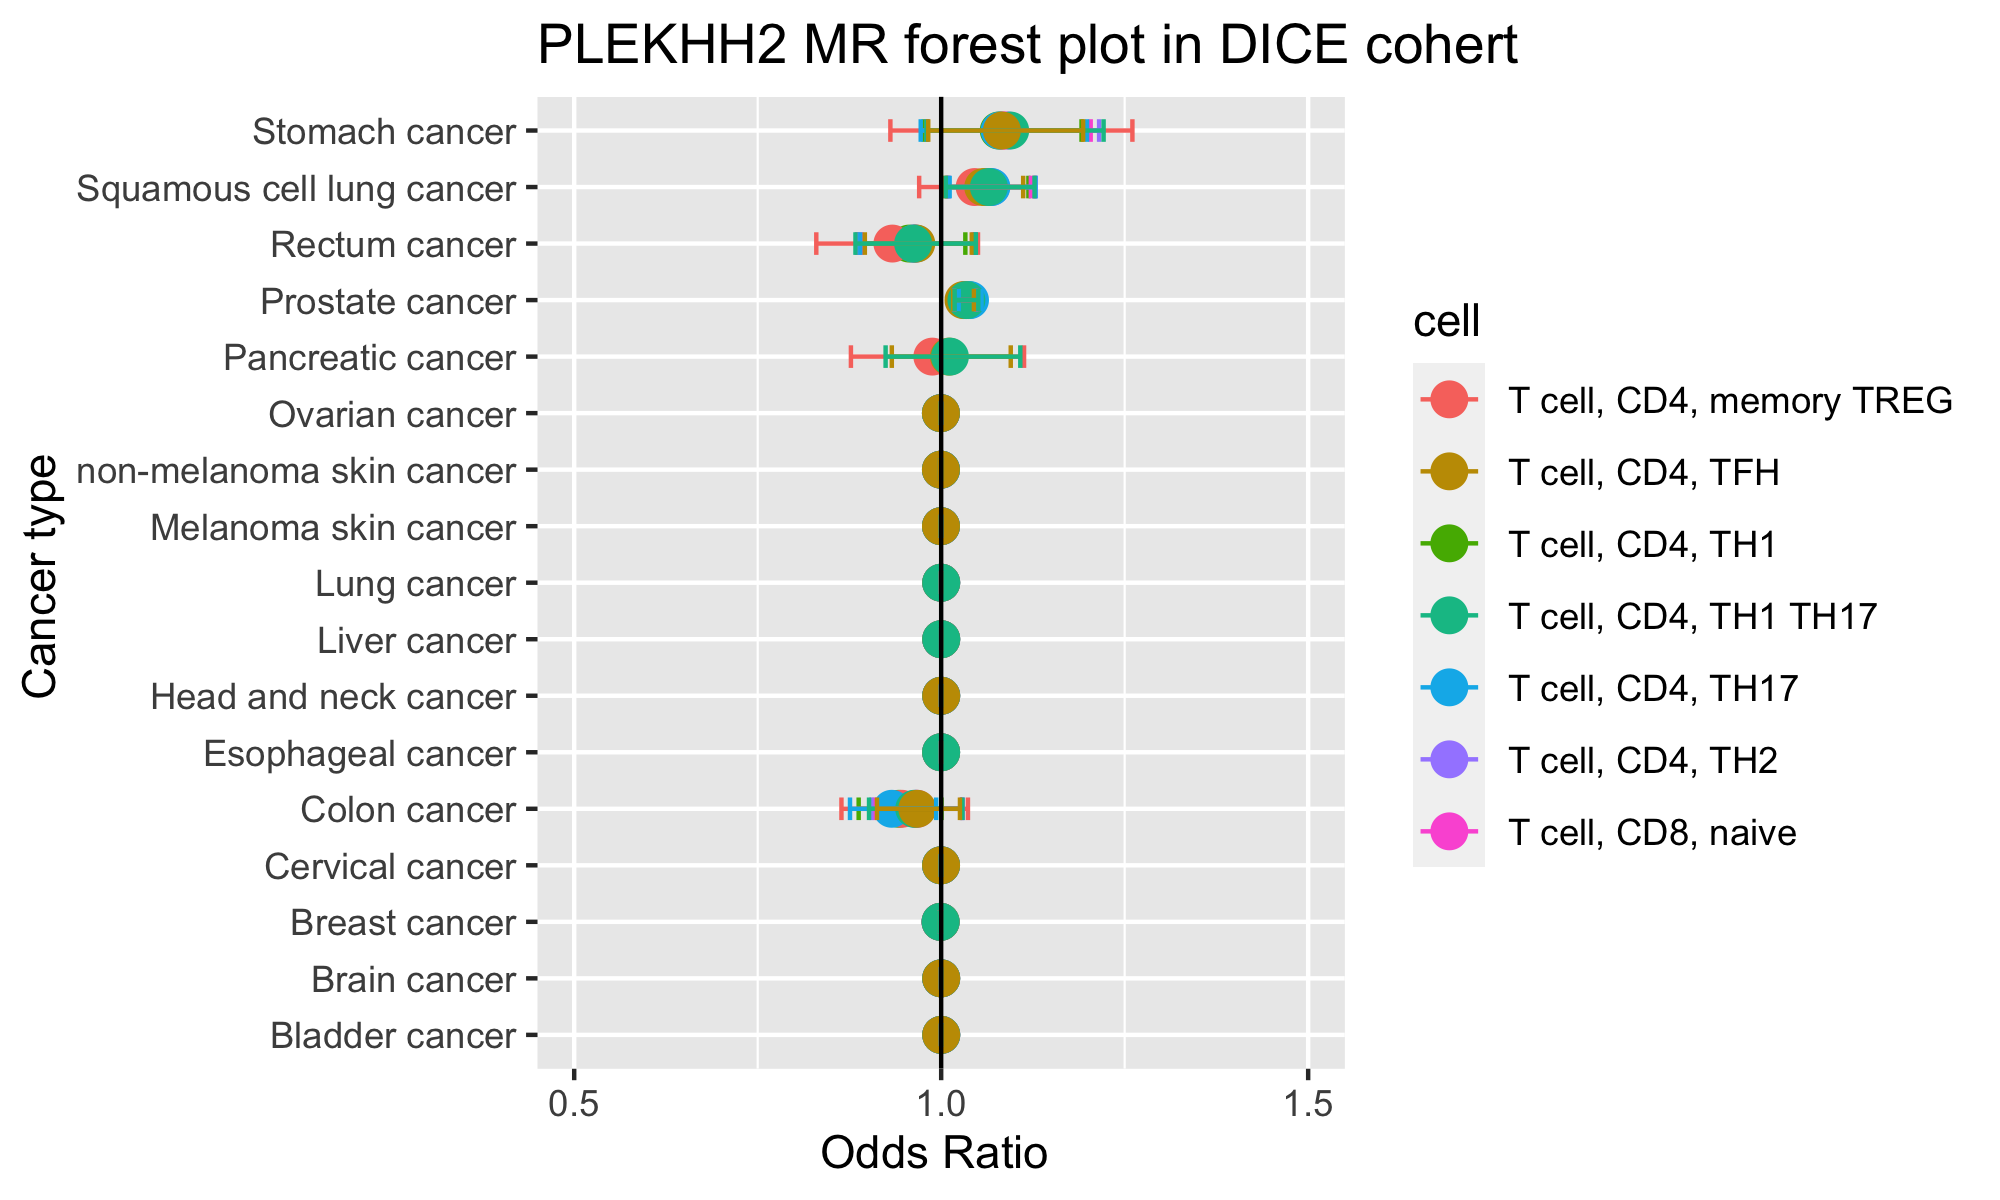 PLEKHH2 MR forest plot in DICE cohert
Cancer type
Stomach cancer
Squamous cell lung cancer
Rectum cancer
Prostate cancer
Pancreatic cancer
Ovarian cancer
non-melanoma skin cancer
Melanoma skin cancer
Lung cancer
Liver cancer
Head and neck cancer
Esophageal cancer
Colon cancer
Cervical cancer
Breast cancer
Brain cancer
Bladder cancer
0.5
1.0
1.5
Odds Ratio
cell
T cell, CD4, memory TREG
T cell, CD4, TFH
T cell, CD4, TH1
T cell, CD4, TH1 TH17
T cell, CD4, TH17
T cell, CD4, TH2
T cell, CD8, naive